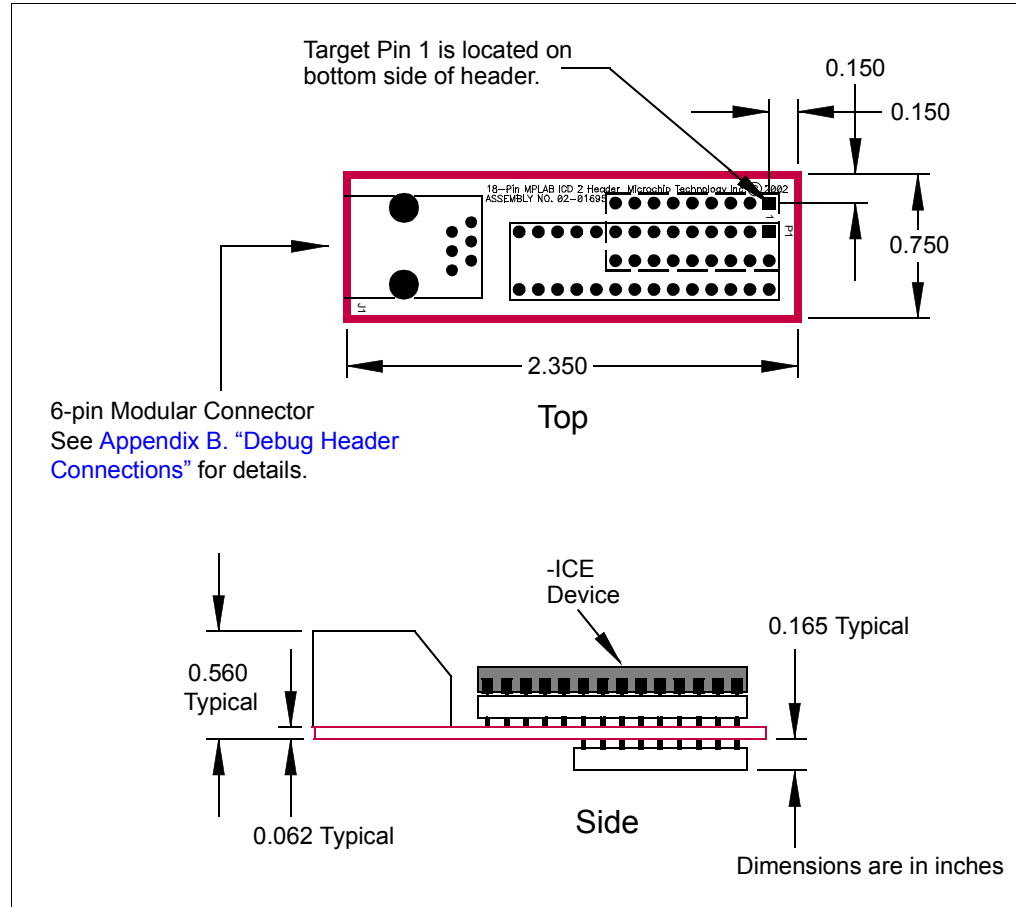 Target Pin 1 is located on
bottom side of header.
0.150
0.150
18-Pin MPLAB ICD 2 Header Microchip Technology Inc. © 2002
ASSEMBLY NO. 02-01695
1
P1
0.750
J1
2.350
6-pin Modular Connector
See Appendix B. “Debug Header
Connections” for details.
Top
-ICE
Device
0.165 Typical
0.560
Typical
0.062 Typical
Side
Dimensions are in inches